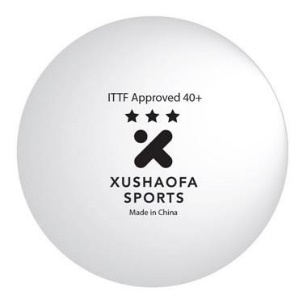 ITTF Approved 40+
★★★
XUSHAOFA
SPORTS
Made in China